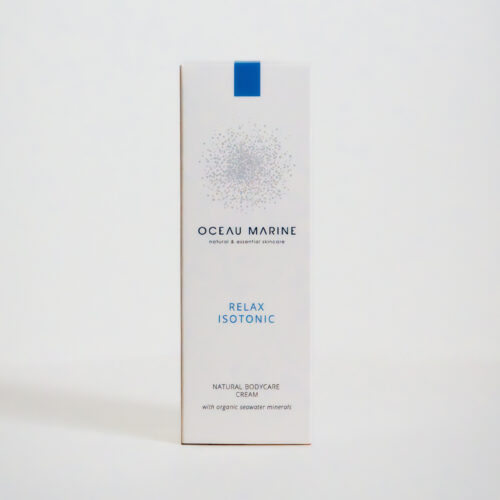 OCEAU MARINE
natural & essential skincare
RELAX
ISOTONIC
NATURAL BODYCARE
CREAM
with organic seawater minerals